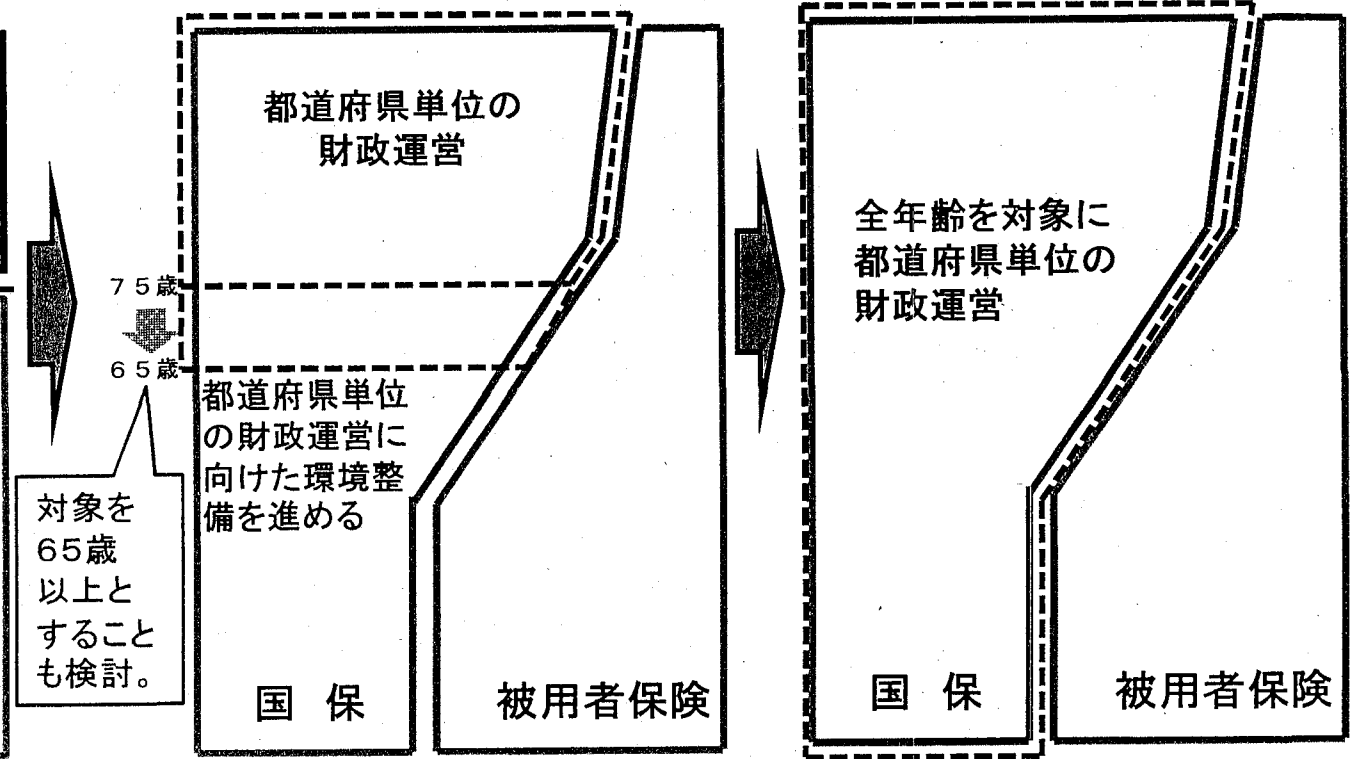 都道府県単位の
財政運営
75歳
65歳
都道府県単位
の財政運営に
向けた環境整
備を進める
対象を
65歳
以上と
すること
も検討。
国 保
被用者保険
全年齢を対象に
都道府県単位の
財政運営
国 保
被用者保険